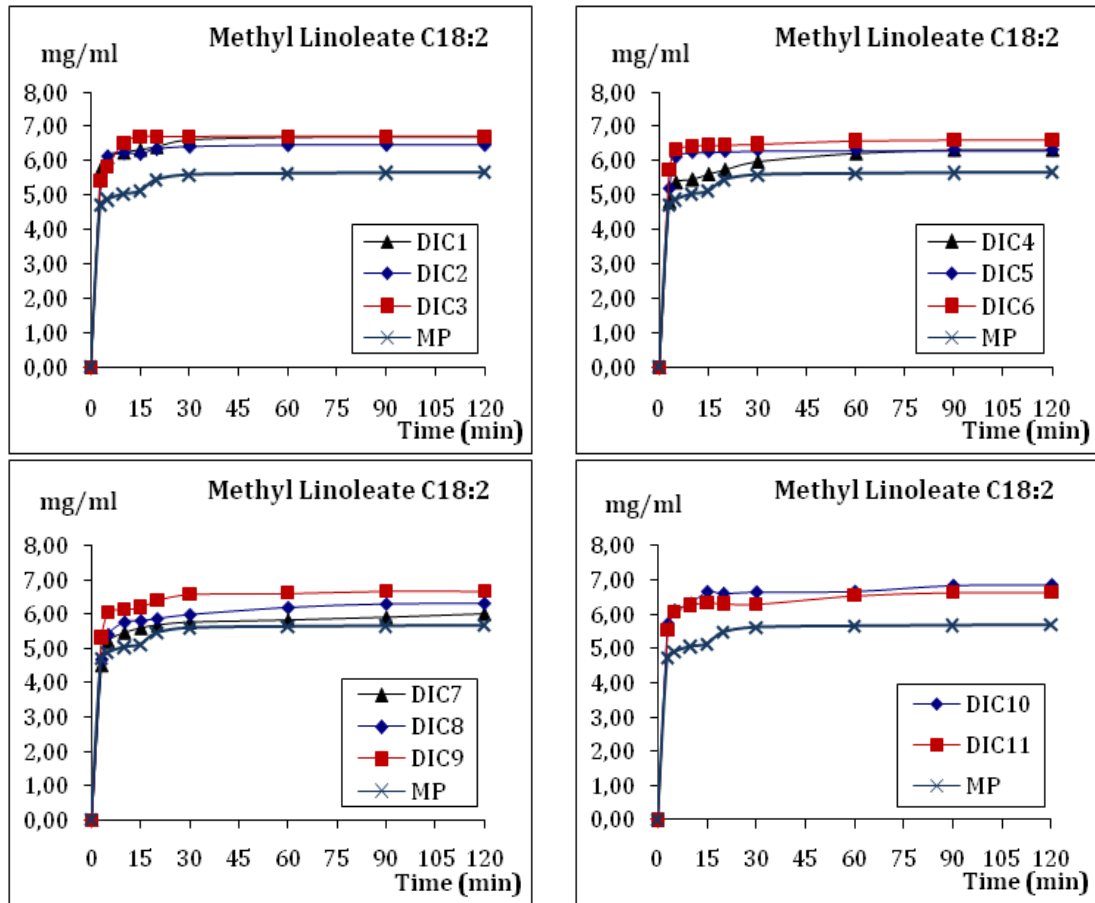 Methyl Linoleate C18:2
mg/ml
8,00
7,00
6,00
5,00
4,00
3,00
2,00
1,00
0,00
DIC1
DIC2
DIC3
MP
0 15 30 45 60 75 90 105 120
Time (min)
Methyl Linoleate C18:2
mg/ml
8,00
7,00
6,00
5,00
4,00
3,00
2,00
1,00
0,00
DIC4
DIC5
DIC6
MP
0 15 30 45 60 75 90 105 120
Time (min)
Methyl Linoleate C18:2
mg/ml
8,00
7,00
6,00
5,00
4,00
3,00
2,00
1,00
0,00
DIC7
DIC8
DIC9
MP
0 15 30 45 60 75 90 105 120
Time (min)
Methyl Linoleate C18:2
mg/ml
8,00
7,00
6,00
5,00
4,00
3,00
2,00
1,00
0,00
DIC10
DIC11
MP
0 15 30 45 60 75 90 105 120
Time (min)